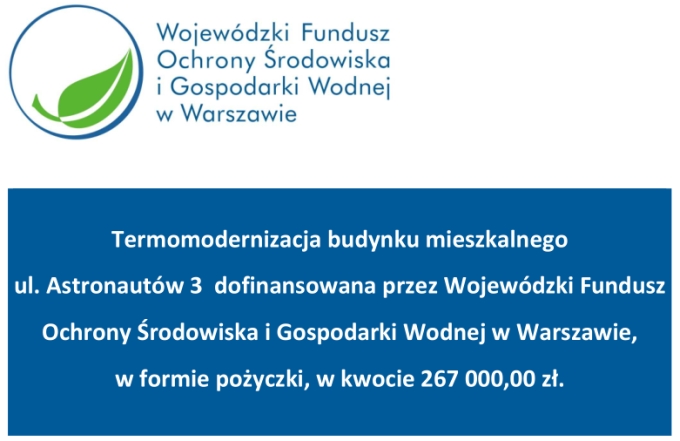 Wojewódzki Fundusz
Ochrony Środowiska
i Gospodarki Wodnej
w Warszawie
Termomodernizacja budynku mieszkalnego
ul. Astronautów 3 dofinansowana przez Wojewódzki Fundusz
Ochrony Środowiska i Gospodarki Wodnej w Warszawie,
w formie pożyczki, w kwocie 267 000,00 zł.